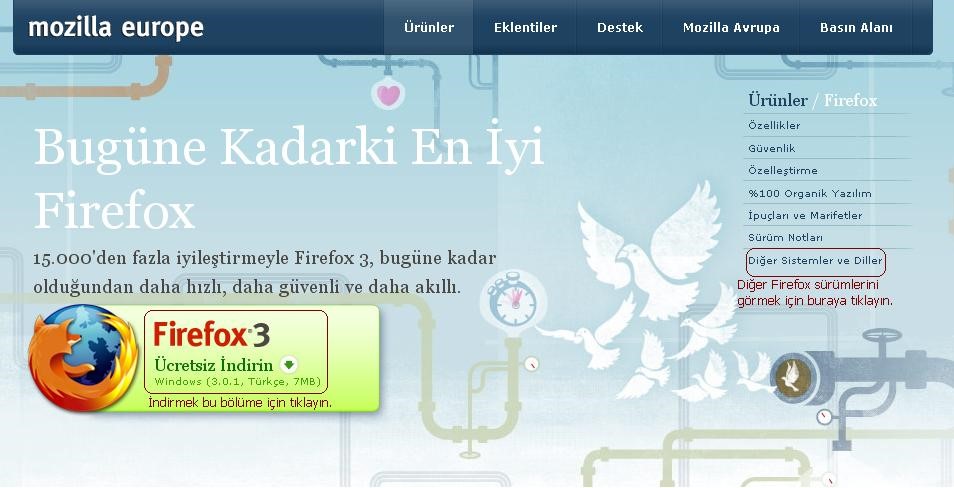 mozilla europe
Ürünler Eklentiler Destek Mozilla Avrupa Basın Alanı
Bugüne Kadarki En İyi
Firefox
15.000'den fazla iyileştirmeyle Firefox 3, bugüne kadar
olduğundan daha hızlı, daha güvenli ve daha akıllı.
Firefox 3
Ücretsiz İndirin
Windows (3.0.1, Türkçe, 7MB)
İndirmek bu bölüme için tıklayın.
Ürünler / Firefox
Özellikler
Güvenlik
Özelleştirme
%100 Organik Yazılım
İpuçları ve Marifetler
Sürüm Notları
Diğer Sistemler ve Diller
Diğer Firefox sürümlerini
görmek için buraya tıklayın.